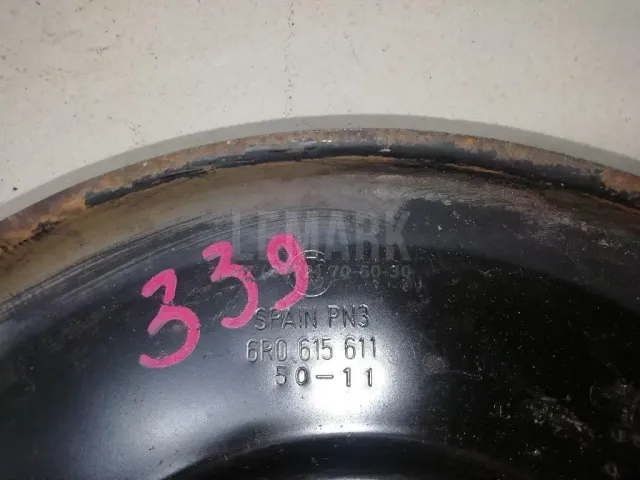 LEMARK
339
SPAIN PN3
6R0 615 611
50-11